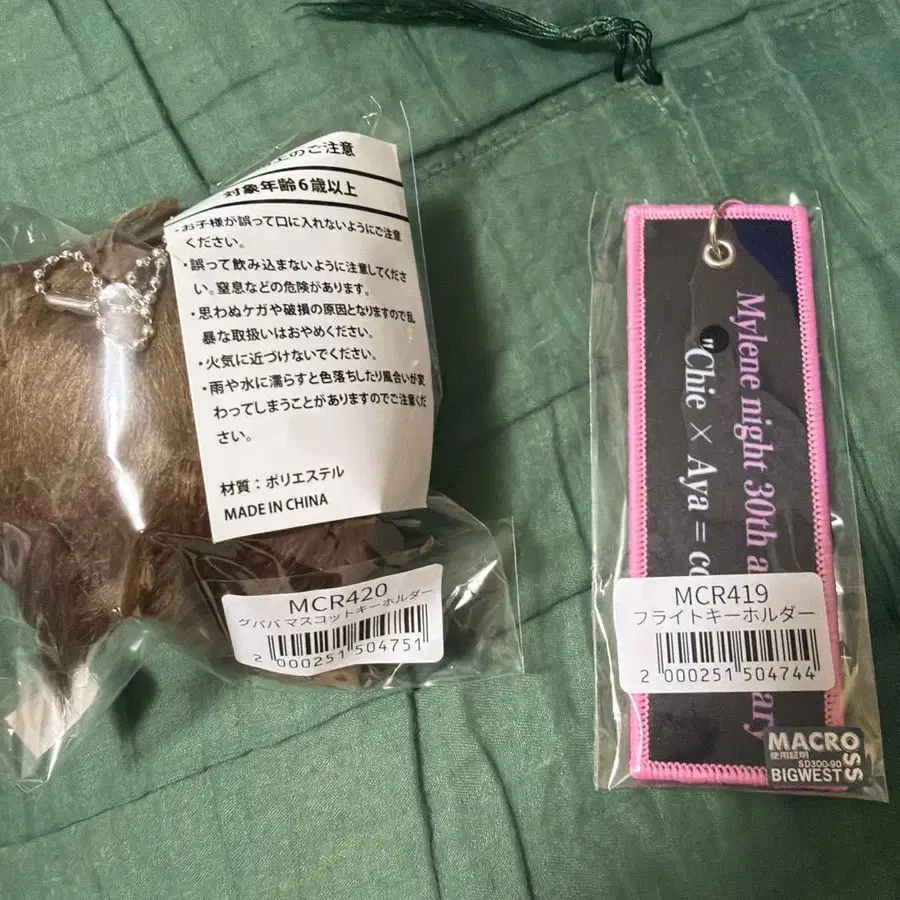 上のご注意
対象年齢6歳以上
・お子様が誤って口に入れないようにご注意
ください。
・誤って飲み込まないように注意してくださ
い。窒息などの危険があります。
・思わぬケガや破損の原因となりますので乱
暴な取扱いはおやめください。
・火気に近づけないでください。
・雨や水に濡らすと色落ちしたり風合いが変
わってしまうことがありますのでご注意くだ
さい。
材質：ポリエステル
MADE IN CHINA
MCR420
グババ マスコットキーホルダー
2 000251 504751
Mylene night 30th a ary
"Chie × Aya = co
MCR419
フライトキーホルダー
2 000251 504744
MACROSS
使用証明
SD300-90
BIGWEST